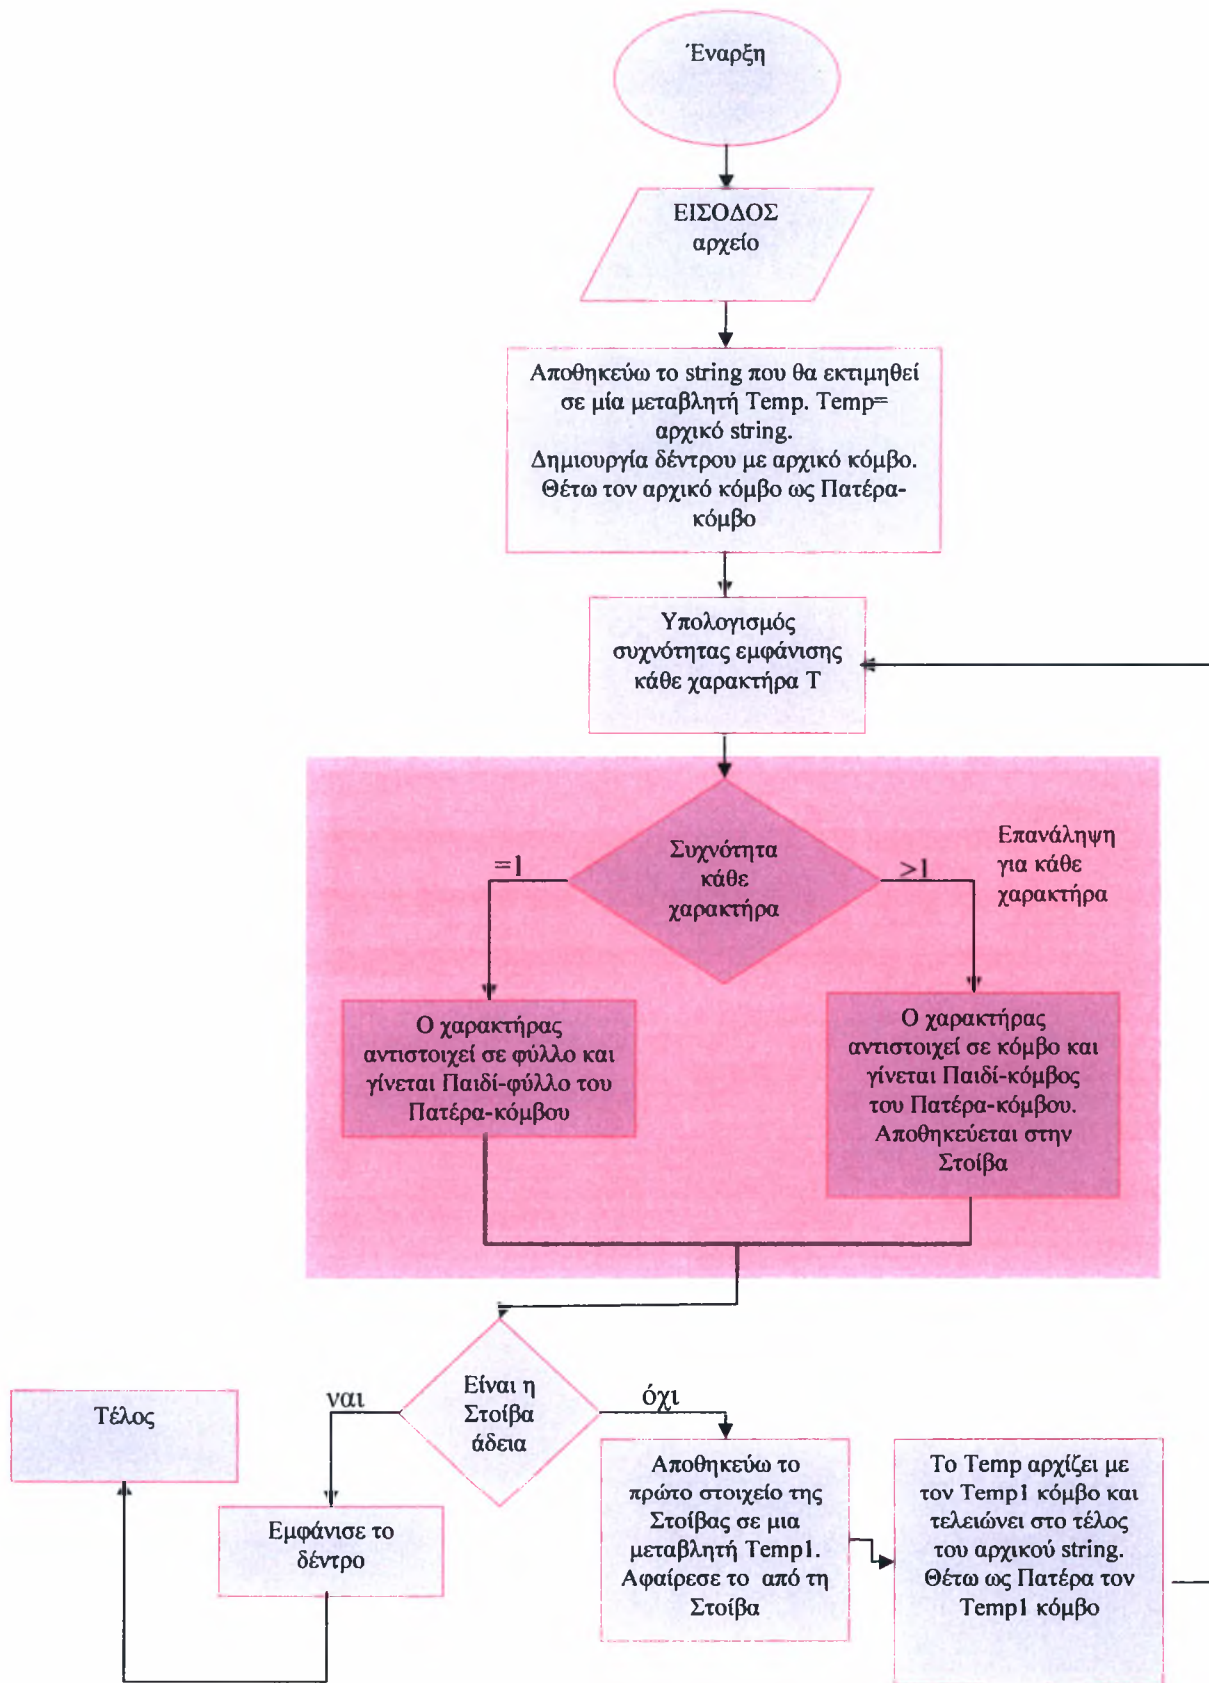 Έναρξη
ΕΙΣΟΔΟΣ
αρχείο
Αποθηκεύω το string που θα εκτιμηθεί
σε μία μεταβλητή Temp. Temp=
αρχικό string.
Δημιουργία δέντρου με αρχικό κόμβο.
Θέτω τον αρχικό κόμβο ως Πατέρα-
κόμβο
Υπολογισμός
συχνότητας εμφάνισης
κάθε χαρακτήρα Τ
Συχνότητα
κάθε
χαρακτήρα
=1
>1
Επανάληψη
για κάθε
χαρακτήρα
Ο χαρακτήρας
αντιστοιχεί σε φύλλο και
γίνεται Παιδί-φύλλο του
Πατέρα-κόμβου
Ο χαρακτήρας
αντιστοιχεί σε κόμβο και
γίνεται Παιδί-κόμβος
του Πατέρα-κόμβου.
Αποθηκεύεται στην
Στοίβα
Είναι η
Στοίβα
άδεια
ναι
όχι
Τέλος
Εμφάνισε το
δέντρο
Αποθηκεύω το
πρώτο στοιχείο της
Στοίβας σε μια
μεταβλητή Temp1.
Αφαίρεσε το από τη
Στοίβα
Το Temp αρχίζει με
τον Temp1 κόμβο και
τελειώνει στο τέλος
του αρχικού string.
Θέτω ως Πατέρα τον
Temp1 κόμβο